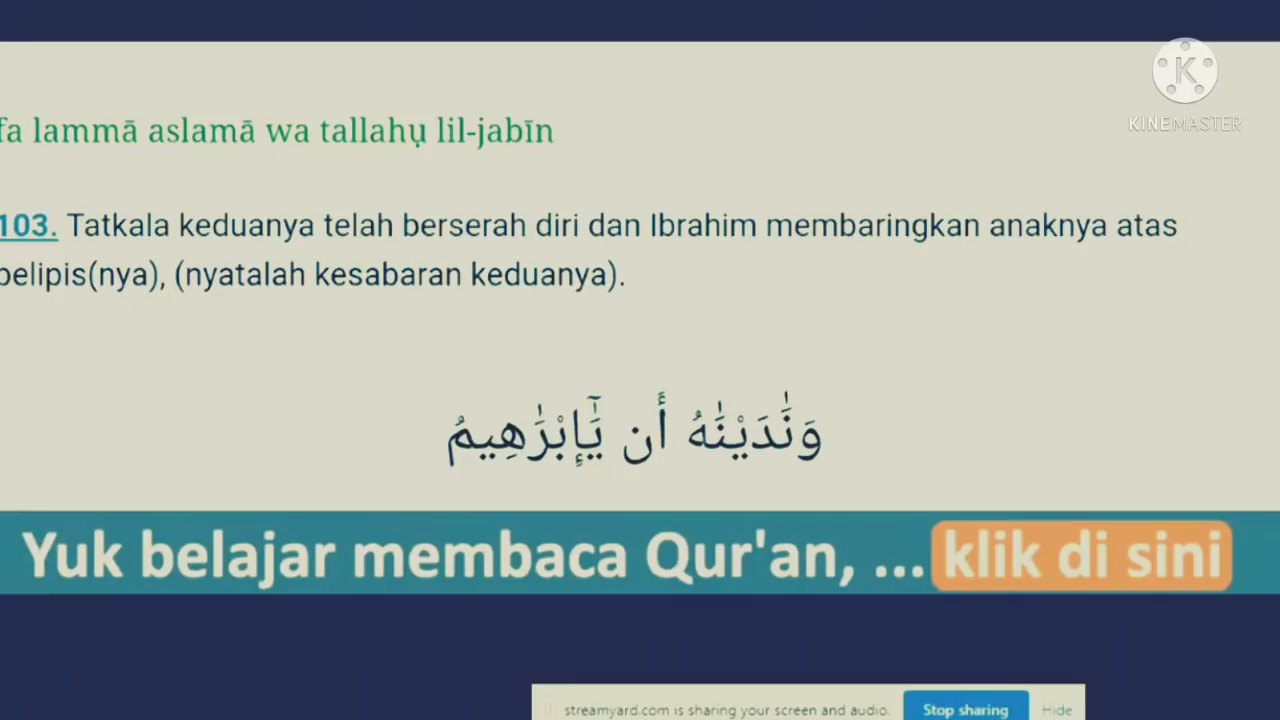 KINEMASTER
fa lammā aslamā wa tallahụ lil-jabīn
103. Tatkala keduanya telah berserah diri dan Ibrahim membaringkan anaknya atas
pelipis(nya), (nyatalah kesabaran keduanya).
وَنَٰدَيْنَٰهُ أَن يَٰٓإِبْرَٰهِيمُ
Yuk belajar membaca Qur'an, ... klik di sini
streamyard.com is sharing your screen and audio. Stop sharing Hide